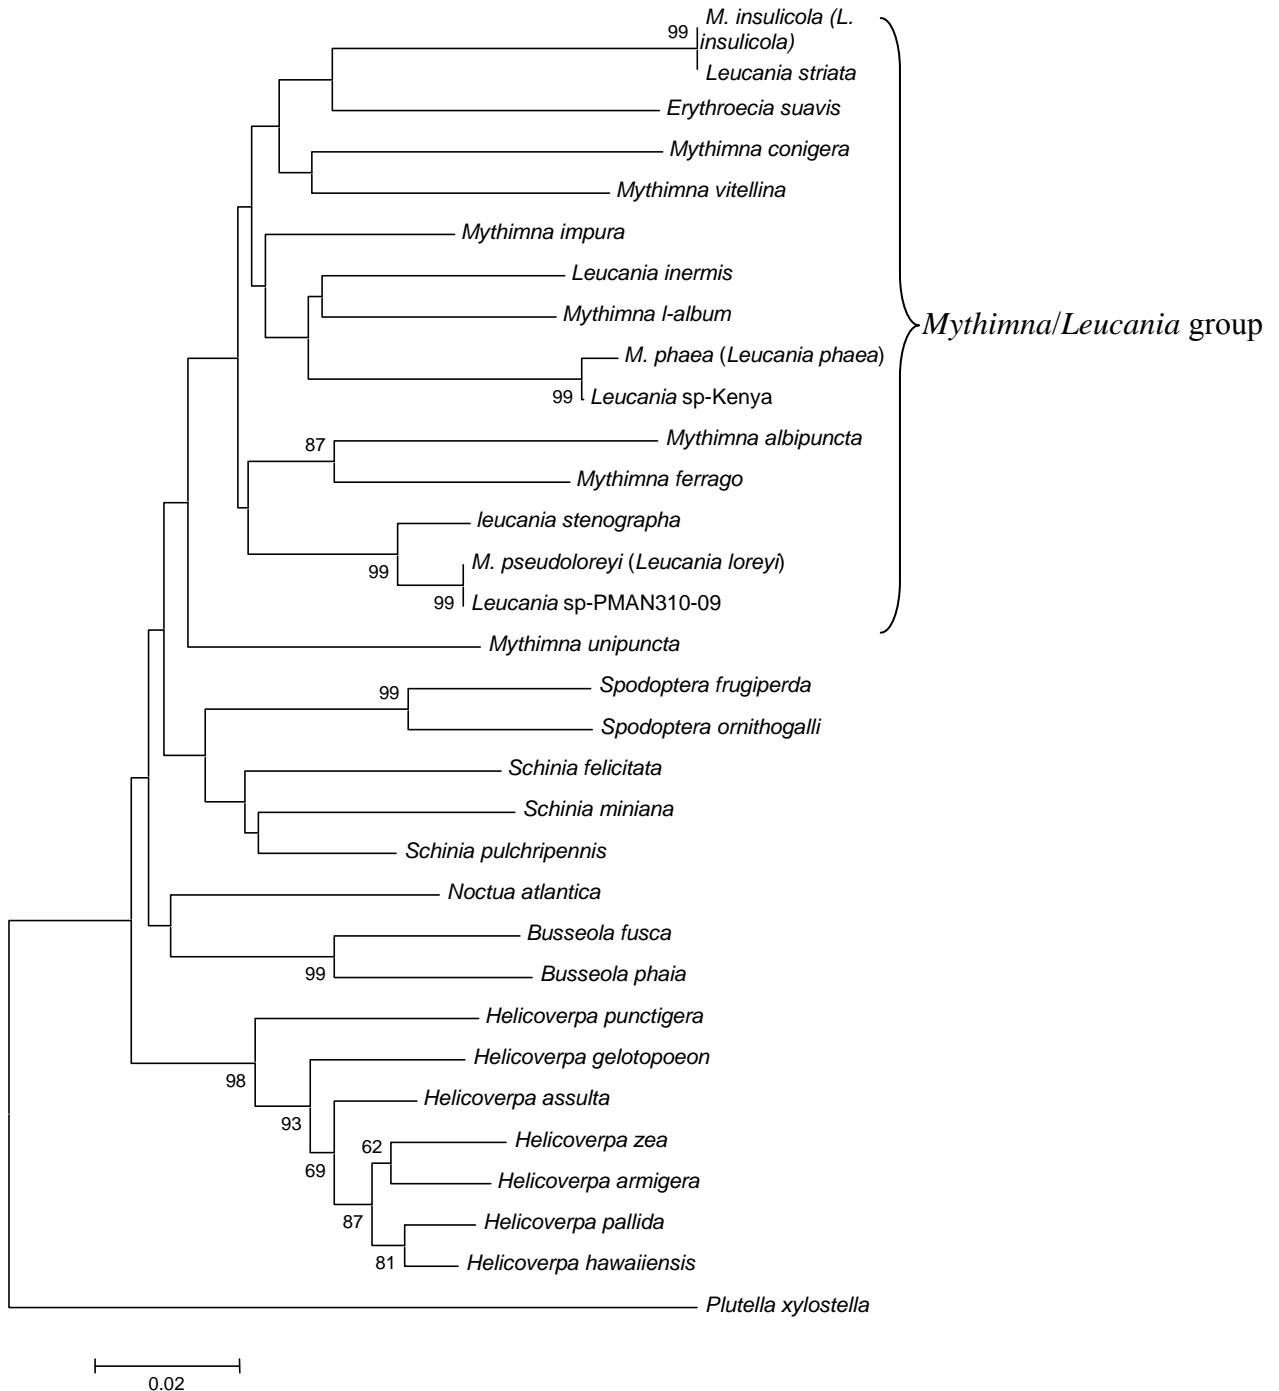 M. insulicola (L.
99
insulicola)
Leucania striata
Erythroecia suavis
Mythimna conigera
Mythimna vitellina
Mythimna impura
Leucania inermis
Mythimna l-album
Mythimna/Leucania group
M. phaea (Leucania phaea)
99
Leucania sp-Kenya
Mythimna albipuncta
87
Mythimna ferrago
leucania stenographa
M. pseudoloreyi (Leucania loreyi)
99
99
Leucania sp-PMAN310-09
Mythimna unipuncta
Spodoptera frugiperda
99
Spodoptera ornithogalli
Schinia felicitata
Schinia miniana
Schinia pulchripennis
Noctua atlantica
Busseola fusca
99
Busseola phaia
Helicoverpa punctigera
Helicoverpa gelotopoeon
98
Helicoverpa assulta
93
Helicoverpa zea
62
69
Helicoverpa armigera
Helicoverpa pallida
87
81
Helicoverpa hawaiiensis
Plutella xylostella
0.02